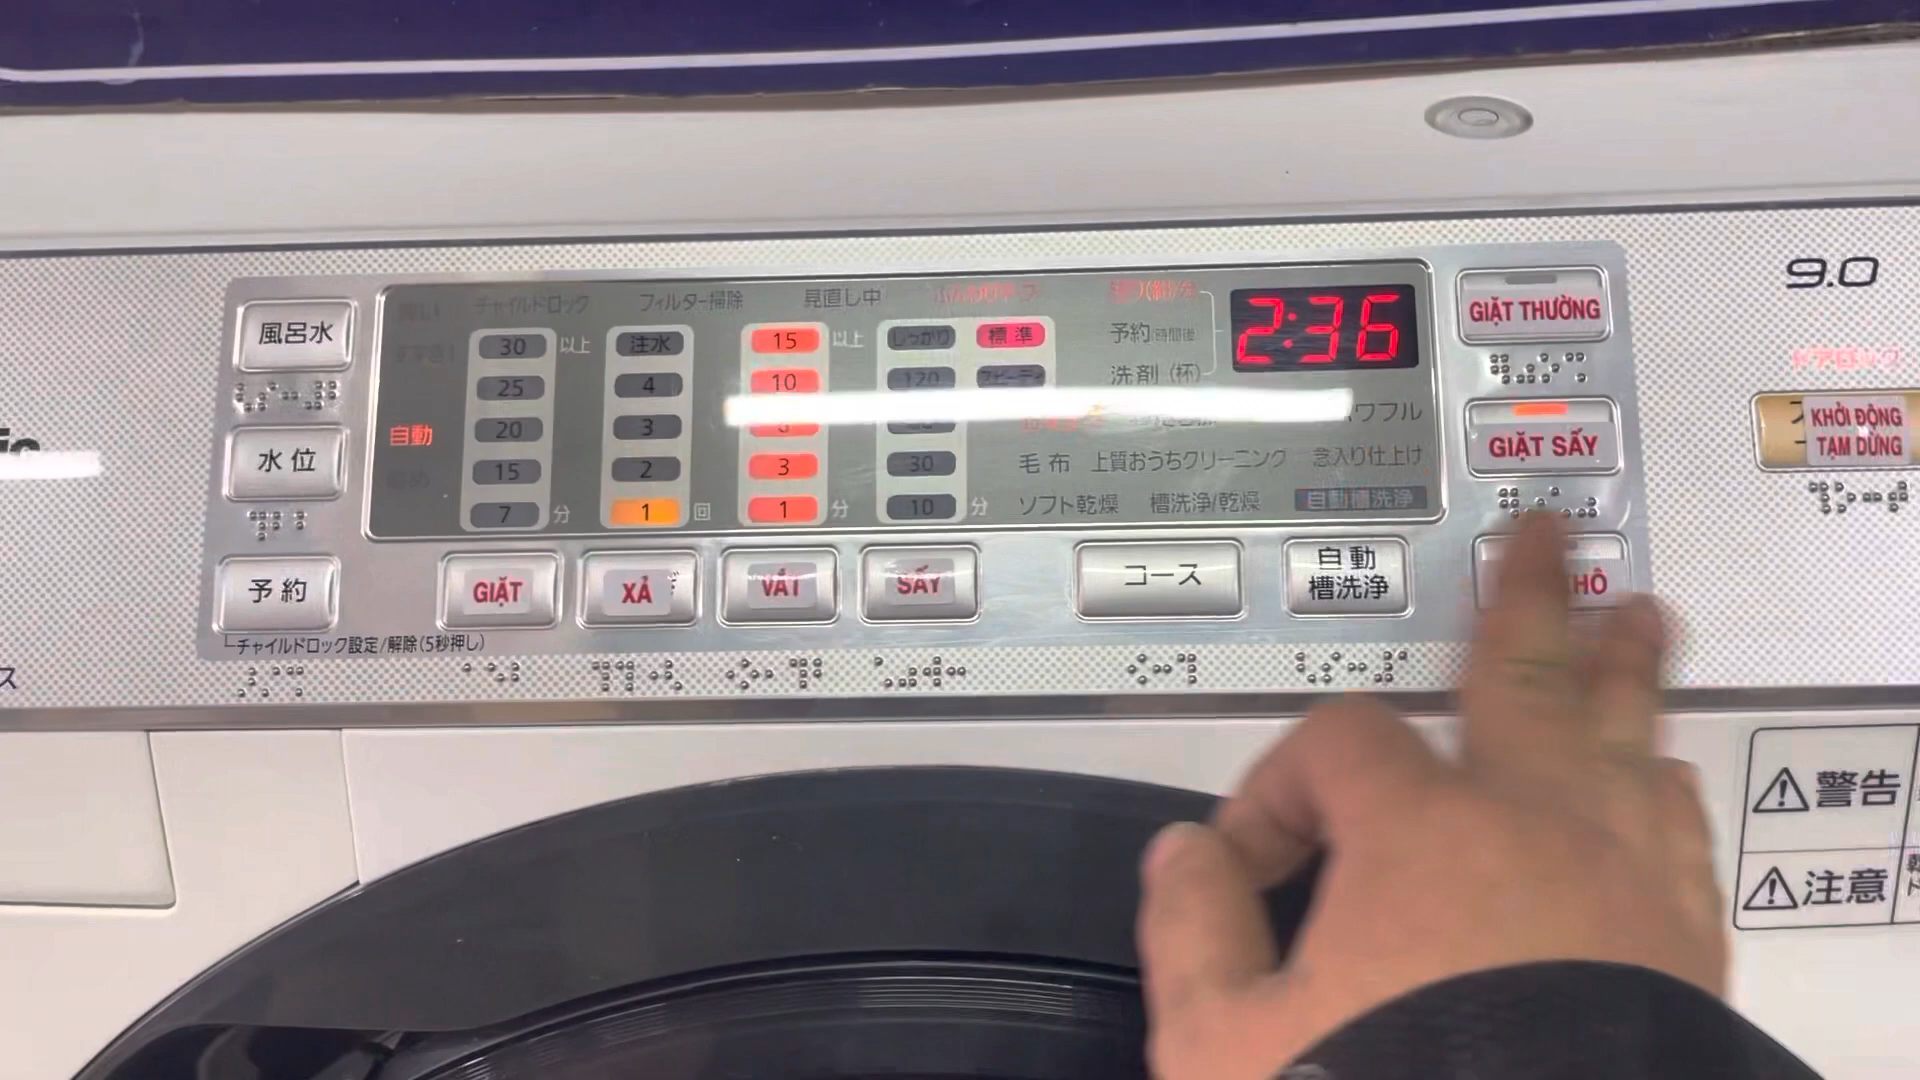 9.0
チャイルドロック
フィルター掃除
見直し中
風呂水
水位
予約
チャイルドロック設定/解除(5秒押し)
自動
30 以上
25
20
15
7 分
注水
4
3
2
1 回
15 以上
10
3
1 分
しっかり
120
30
10 分
標準
スピーディ
予約 時間後
洗剤(杯)
2:36
毛布 上質おうちクリーニング 念入り仕上げ
ソフト乾燥 槽洗浄/乾燥 自動槽洗浄
GIẶT
XẢ
VẮT
SẤY
コース
自動
槽洗浄
GIẶT THƯỜNG
GIẶT SẤY
KHỞI ĐỘNG
TẠM DỪNG
警告
注意